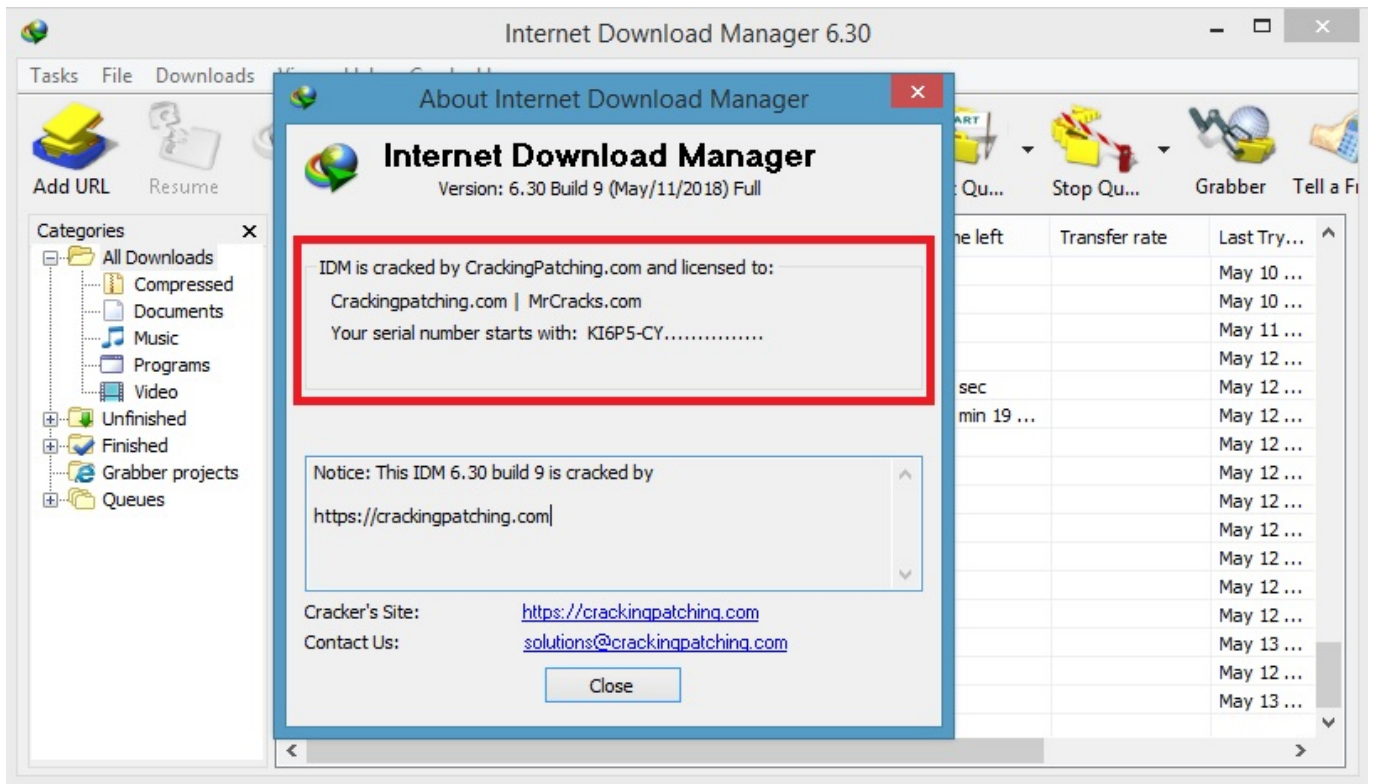 Internet Download Manager 6.30
Tasks File Downloads
About Internet Download Manager
Internet Download Manager
Version: 6.30 Build 9 (May/11/2018) Full
Add URL Resume
Qu... Stop Qu... Grabber Tell a
Categories
All Downloads
Compressed
Documents
Music
Programs
Video
Unfinished
Finished
Grabber projects
Queues
IDM is cracked by CrackingPatching.com and licensed to:
Crackingpatching.com | MrCracks.com
Your serial number starts with: KI6P5-CY...............
Notice: This IDM 6.30 build 9 is cracked by
https://crackingpatching.com
Cracker's Site: https://crackingpatching.com
Contact Us: solutions@crackingpatching.com
Close
left Transfer rate Last Try...
May 10 ...
May 10 ...
May 11 ...
May 12 ...
sec May 12 ...
min 19 ... May 12 ...
May 12 ...
May 12 ...
May 12 ...
May 12 ...
May 12 ...
May 12 ...
May 12 ...
May 13 ...
May 12 ...
May 13 ...